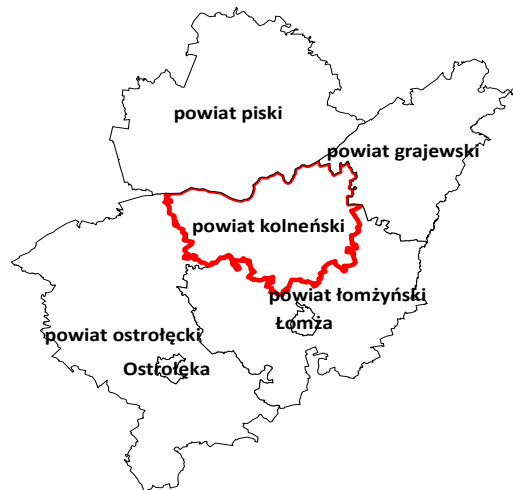 powiat piski
powiat grajewski
powiat kolneński
powiat łomżyński
Łomża
powiat ostrołęcki
Ostrołęka